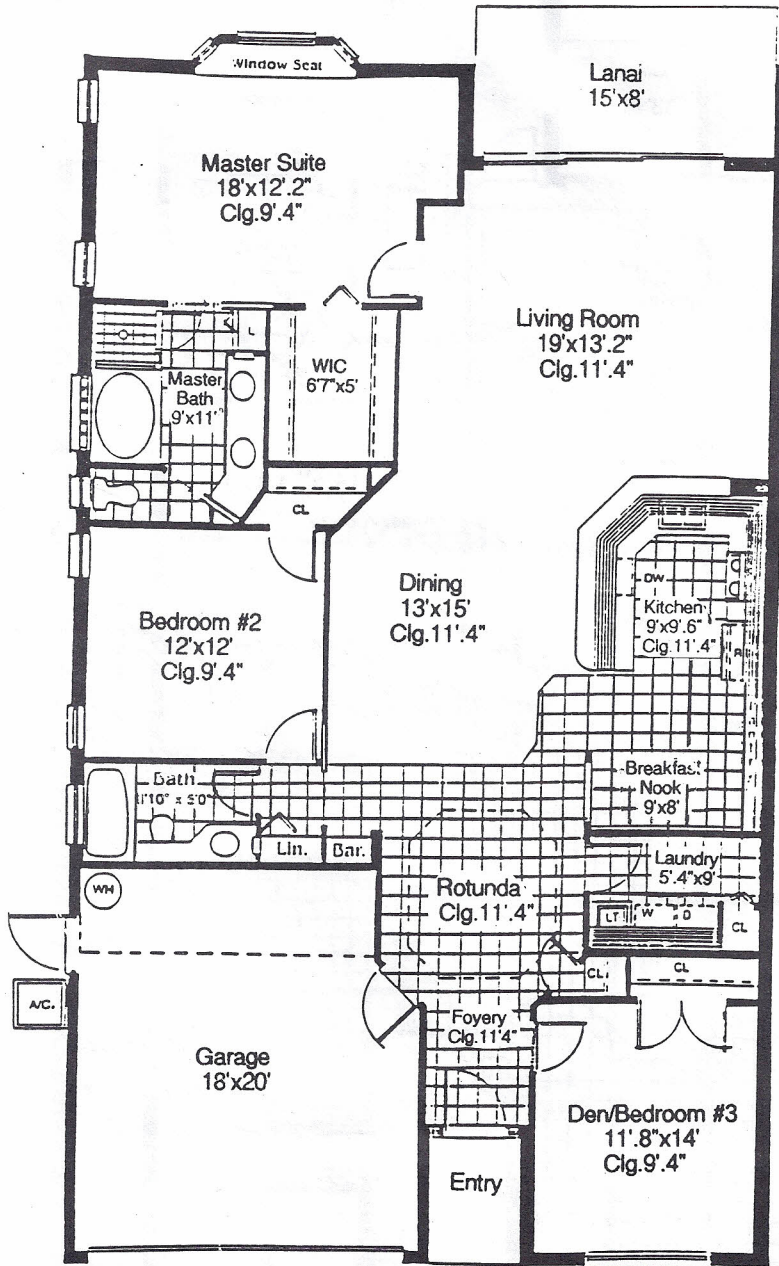 Window Seat
Lanai
15'x8'
Master Suite
18'x12'.2"
Clg.9'.4"
Living Room
19'x13'.2"
Clg.11'.4"
L
WIC
6'7"x5'
Master
Bath
9'x11'
CL
Dining
13'x15'
Clg.11'.4"
DW
Kitchen
9'x9'.6"
Clg.11'.4"
R
Bedroom #2
12'x12'
Clg.9'.4"
Bath
Breakfast
Nook
9'x8'
Lin.
Bar.
Laundry
5'.4"x9'
WH
Rotunda
Clg.11'.4"
LT
W
D
CL
CL
CL
A/C.
Foyery
Clg.11'4"
Garage
18'x20'
Den/Bedroom #3
11'.8"x14'
Clg.9'.4"
Entry